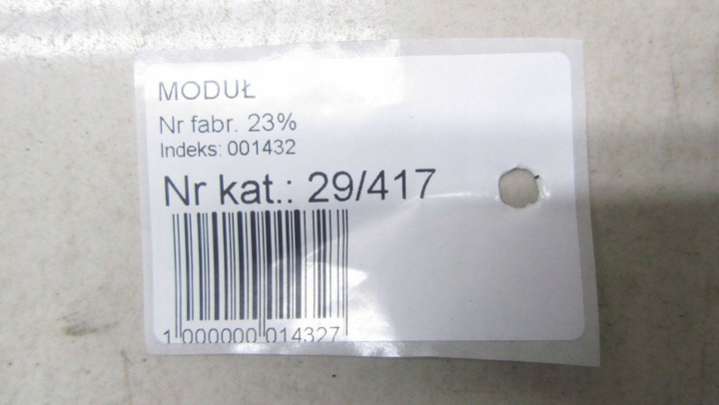 MODUŁ
Nr fabr. 23%
Indeks: 001432
Nr kat.: 29/417
1 000000 014327